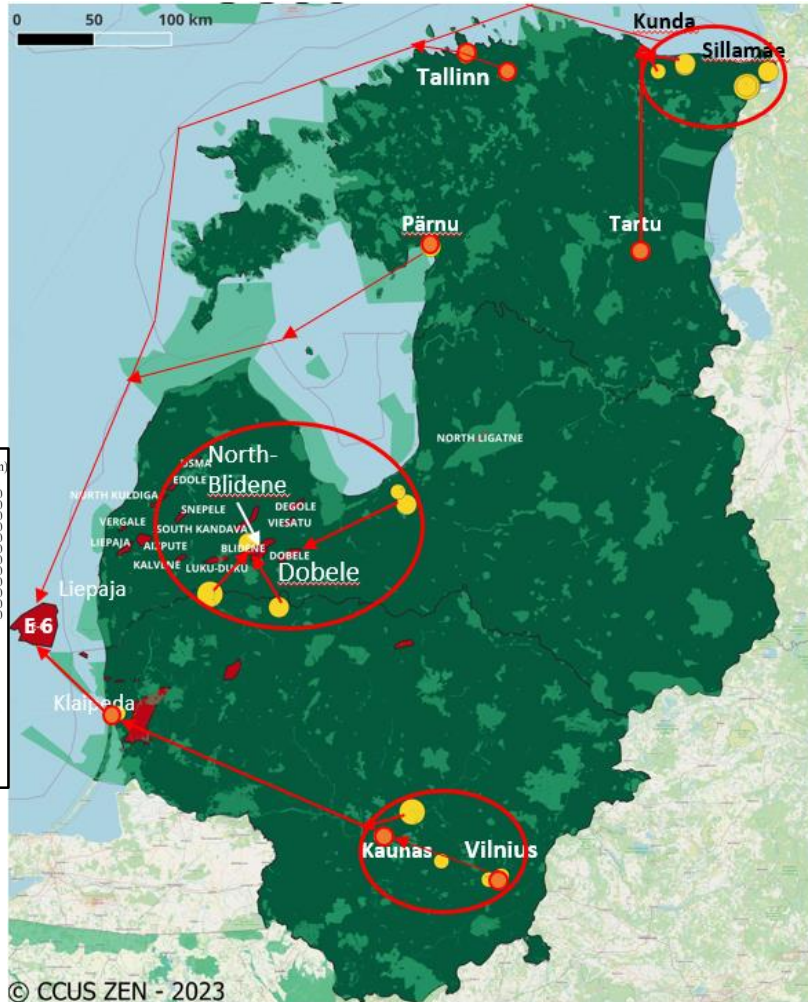 0 50 100 km
Kunda
Sillamäe
Tallinn
Pärnu
Tartu
NORTH LIGATNE
North-
Blidene
USMA
EDOLE
NORTH KULDIGA
SNEPELE
DEGOLE
VERGALE
SOUTH KANDAVA
VIESATU
LIEPAJA
AIZPUTE
BLIDENE
DOBELE
KALVENE
LUKU-DUKU
Dobele
Liepaja
E-6
Klaipeda
Kaunas
Vilnius
© CCUS ZEN - 2023